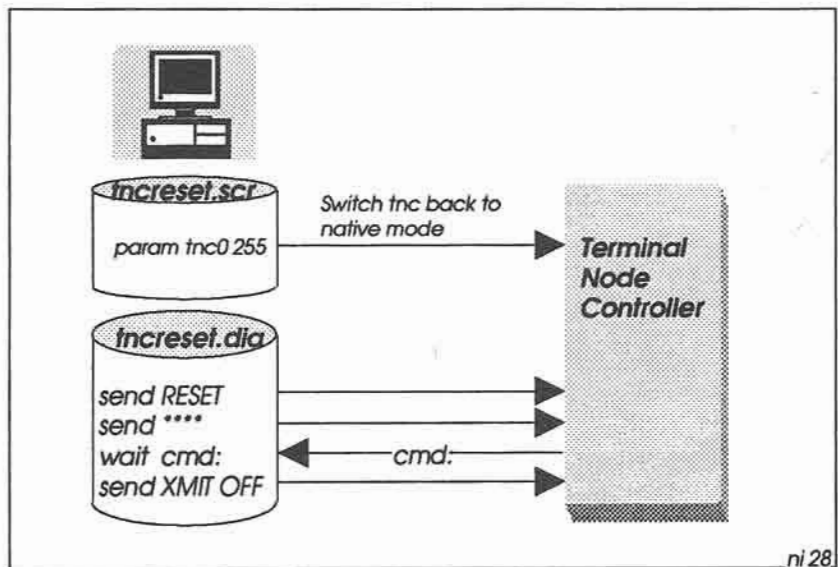 tncreset.scr
param tnc0 255
Switch tnc back to
native mode
Terminal
Node
Controller
tncreset.dia
send RESET
send ****
wait cmd:
cmd:
send XMIT OFF
ni 28